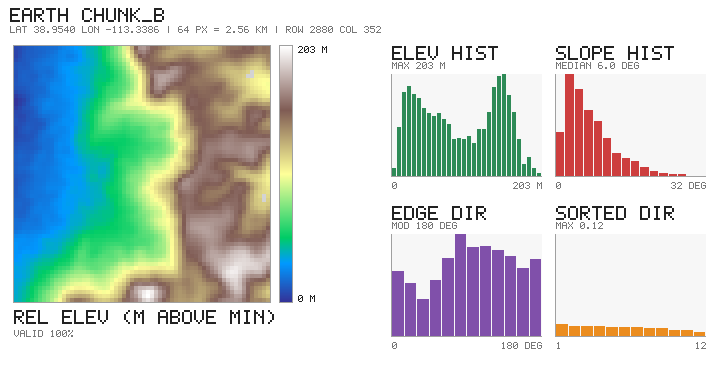 EARTH CHUNK_B
LAT 38.9540 LON -113.3386 | 64 PX = 2.56 KM | ROW 2880 COL 352
203 M
0 M
REL ELEV (M ABOVE MIN)
VALID 100%
ELEV HIST
MAX 203 M
0 203 M
SLOPE HIST
MEDIAN 6.0 DEG
0 32 DEG
EDGE DIR
MOD 180 DEG
0 180 DEG
SORTED DIR
MAX 0.12
1 12